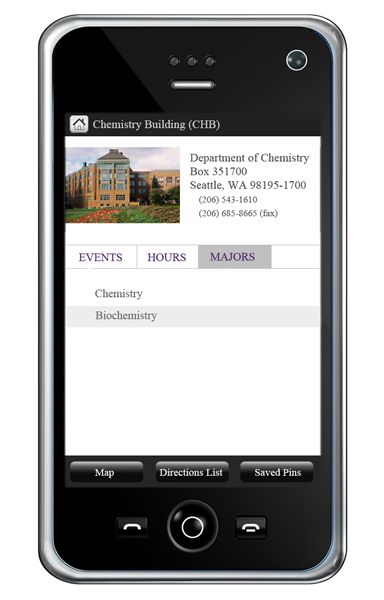 Chemistry Building (CHB)
Department of Chemistry
Box 351700
Seattle, WA 98195-1700
(206) 543-1610
(206) 685-8665 (fax)
EVENTS HOURS MAJORS
Chemistry
Biochemistry
Map Directions List Saved Pins